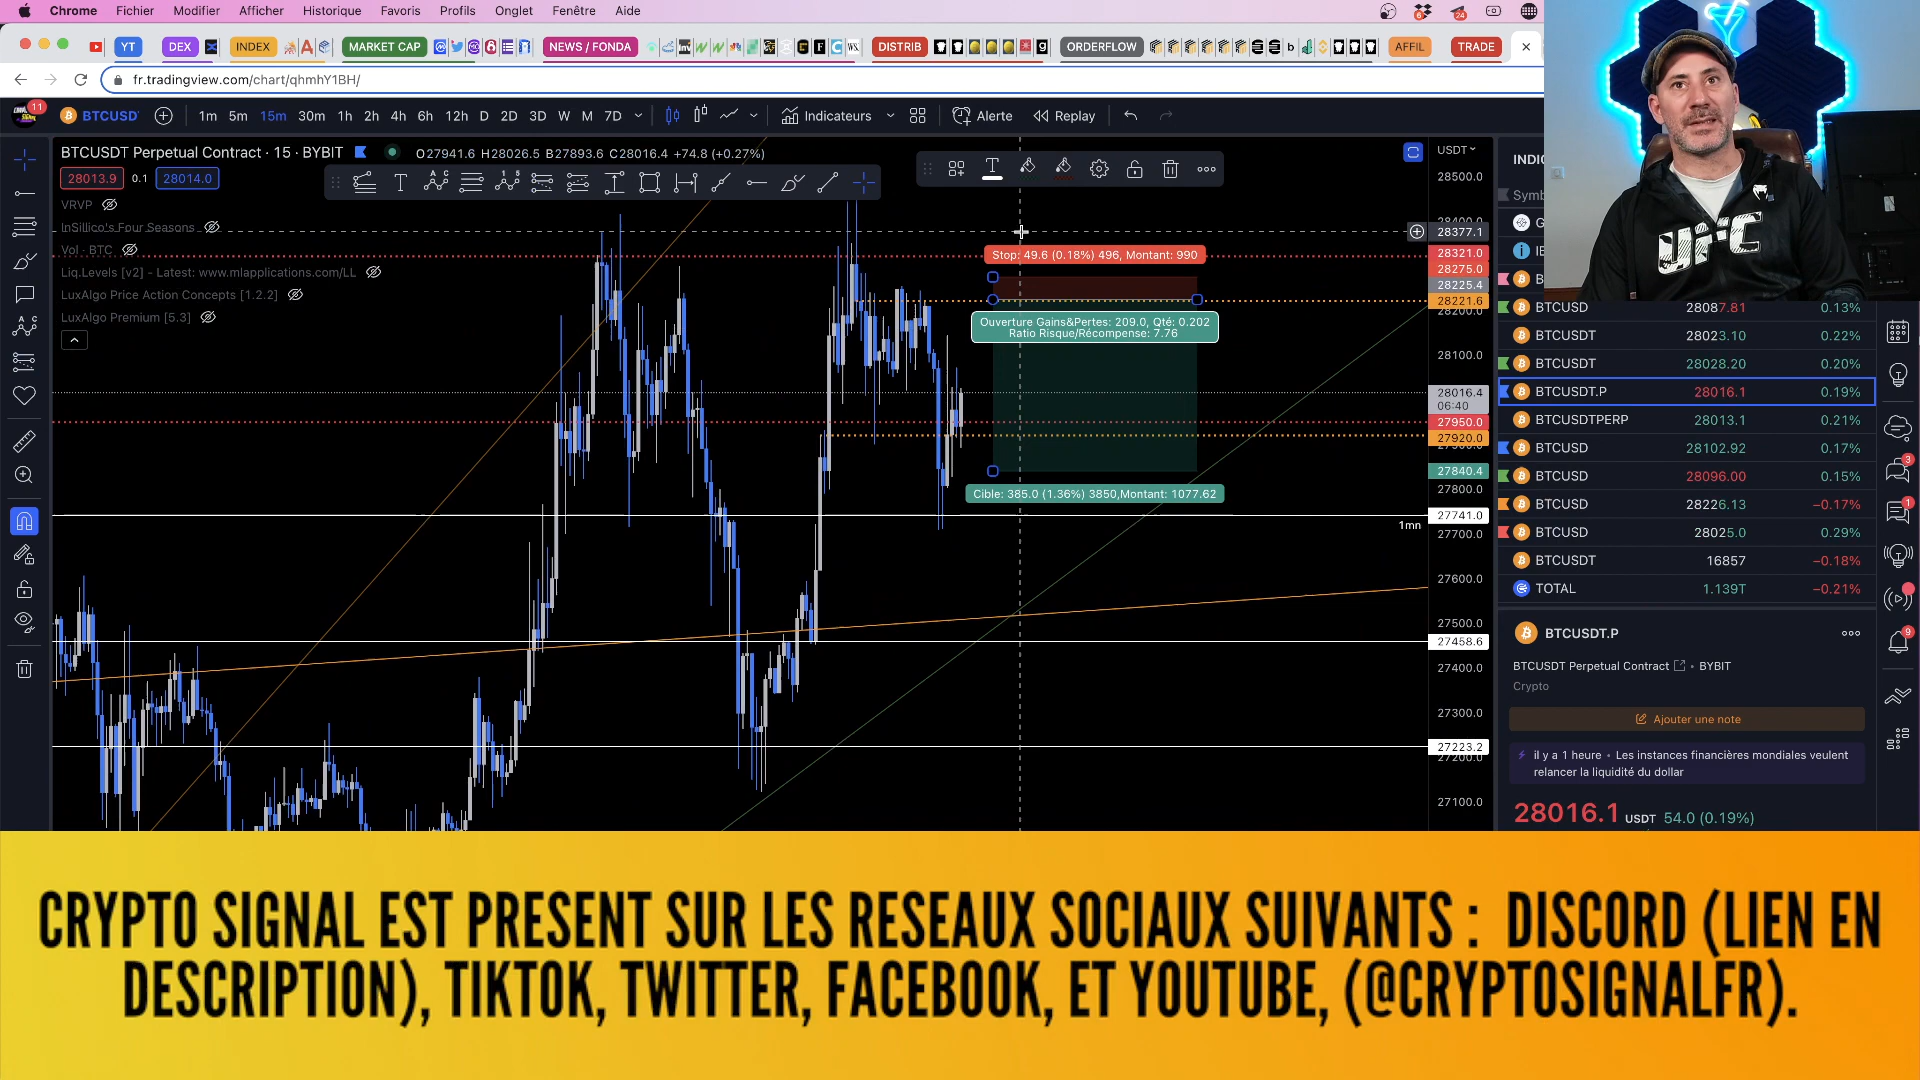 Chrome Fichier Modifier Afficher Historique Favoris Profils Onglet Fenêtre Aide
YT DEX INDEX MARKET CAP NEWS / FONDA DISTRIB ORDERFLOW AFFIL TRADE
fr.tradingview.com/chart/qhmhY1BH/
11 BTCUSD 1m 5m 15m 30m 1h 2h 4h 6h 12h D 2D 3D W M 7D Indicateurs Alerte Replay
BTCUSDT Perpetual Contract · 15 · BYBIT O27941.6 H28026.5 B27893.6 C28016.4 +74.8 (+0.27%)
28013.9 0.1 28014.0
VRVP
InSillico's Four Seasons
Vol · BTC
Liq.Levels [v2] - Latest: www.mlapplications.com/LL
LuxAlgo Price Action Concepts [1.2.2]
LuxAlgo Premium [5.3]
Stop: 49.6 (0.18%) 496, Montant: 990
Ouverture Gains&Pertes: 209.0, Qté: 0.202
Ratio Risque/Récompense: 7.76
Cible: 385.0 (1.36%) 3850,Montant: 1077.62
1mn
USDT
28500.0
28377.1
28321.0
28275.0
28225.4
28221.6
28200.0
28100.0
28016.4
06:40
27950.0
27920.0
27840.4
27800.0
27741.0
27700.0
27600.0
27500.0
27458.6
27400.0
27300.0
27223.2
27200.0
27100.0
UFC
BTCUSD 28087.81 0.13%
BTCUSDT 28023.10 0.22%
BTCUSDT 28028.20 0.20%
BTCUSDT.P 28016.1 0.19%
BTCUSDTPERP 28013.1 0.21%
BTCUSD 28102.92 0.17%
BTCUSD 28096.00 0.15%
BTCUSD 28226.13 −0.17%
BTCUSD 28025.0 0.29%
BTCUSDT 16857 −0.18%
TOTAL 1.139T −0.21%
BTCUSDT.P
BTCUSDT Perpetual Contract • BYBIT
Crypto
Ajouter une note
il y a 1 heure • Les instances financières mondiales veulent
relancer la liquidité du dollar
28016.1 USDT 54.0 (0.19%)
CRYPTO SIGNAL EST PRESENT SUR LES RESEAUX SOCIAUX SUIVANTS : DISCORD (LIEN EN
DESCRIPTION), TIKTOK, TWITTER, FACEBOOK, ET YOUTUBE, (@CRYPTOSIGNALFR).